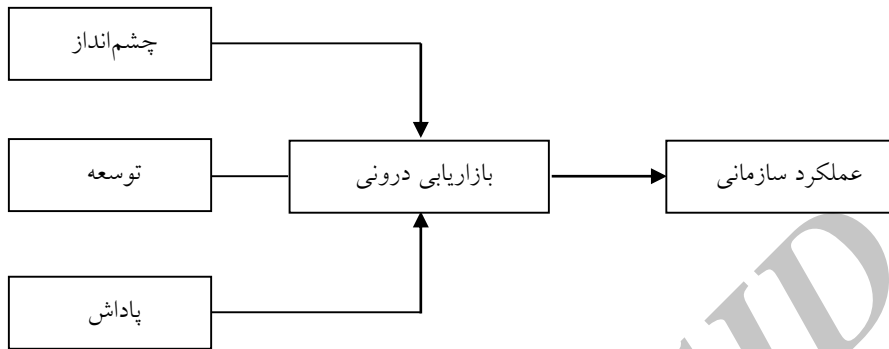 چشم‌انداز
توسعه
بازاریابی درونی
عملکرد سازمانی
پاداش